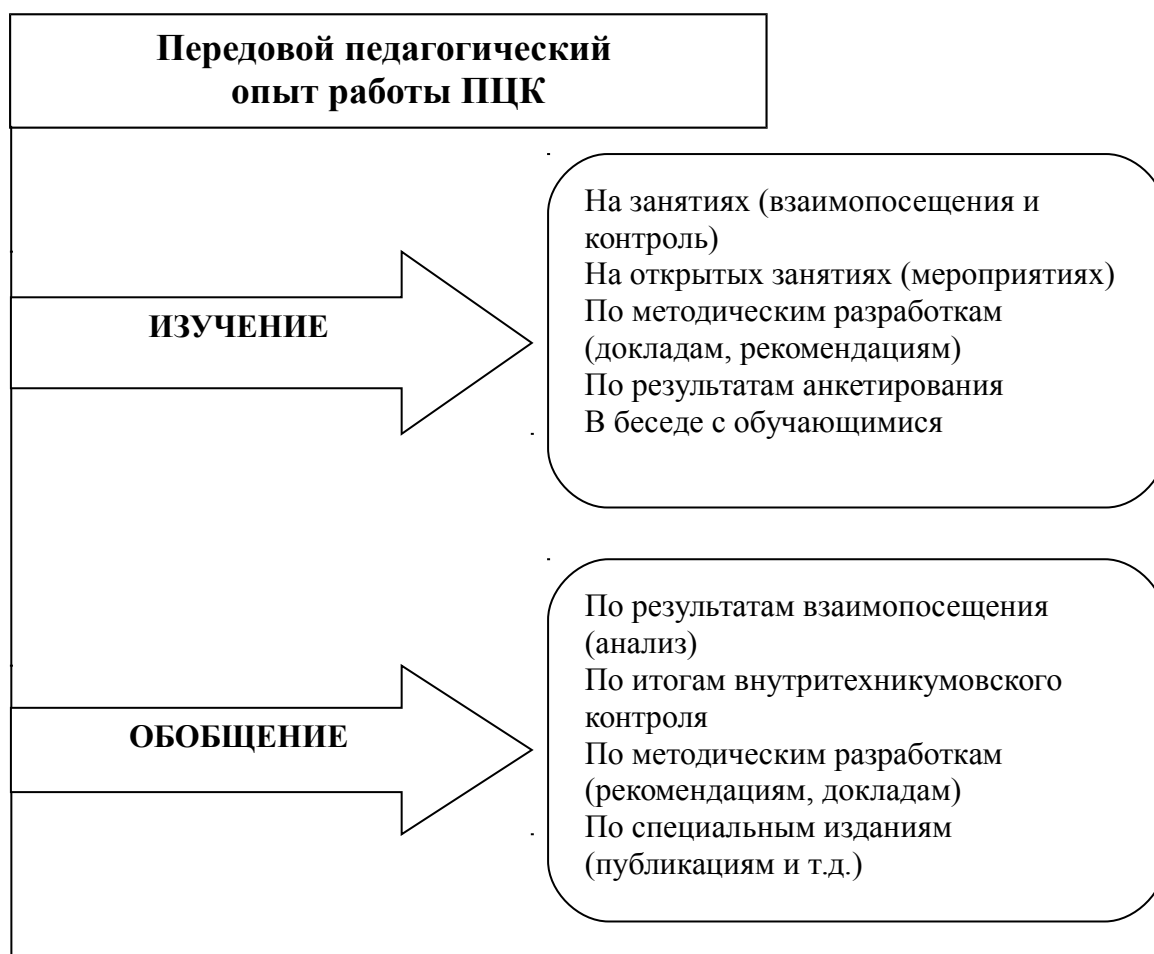 Передовой педагогический
опыт работы ПЦК
ИЗУЧЕНИЕ
На занятиях (взаимопосещения и
контроль)
На открытых занятиях (мероприятиях)
По методическим разработкам
(докладам, рекомендациям)
По результатам анкетирования
В беседе с обучающимися
ОБОБЩЕНИЕ
По результатам взаимопосещения
(анализ)
По итогам внутритехникумовского
контроля
По методическим разработкам
(рекомендациям, докладам)
По специальным изданиям
(публикациям и т.д.)